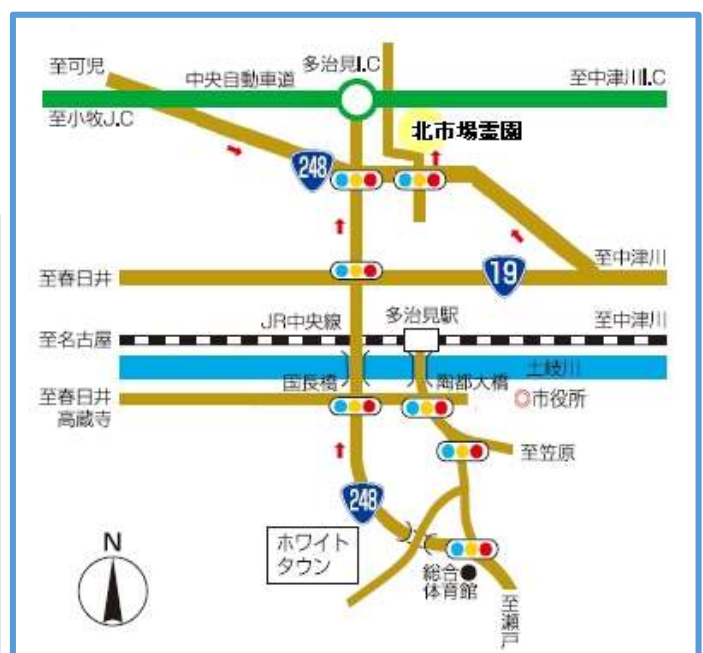 至可児
多治見I.C
中央自動車道
至中津川I.C
至小牧J.C
北市場霊園
248
至中津川
19
至春日井
JR中央線
多治見駅
至中津川
至名古屋
土岐川
国長橋
陶都大橋
至春日井
高蔵寺
市役所
至笠原
248
N
ホワイト
タウン
総合
体育館
至瀬戸